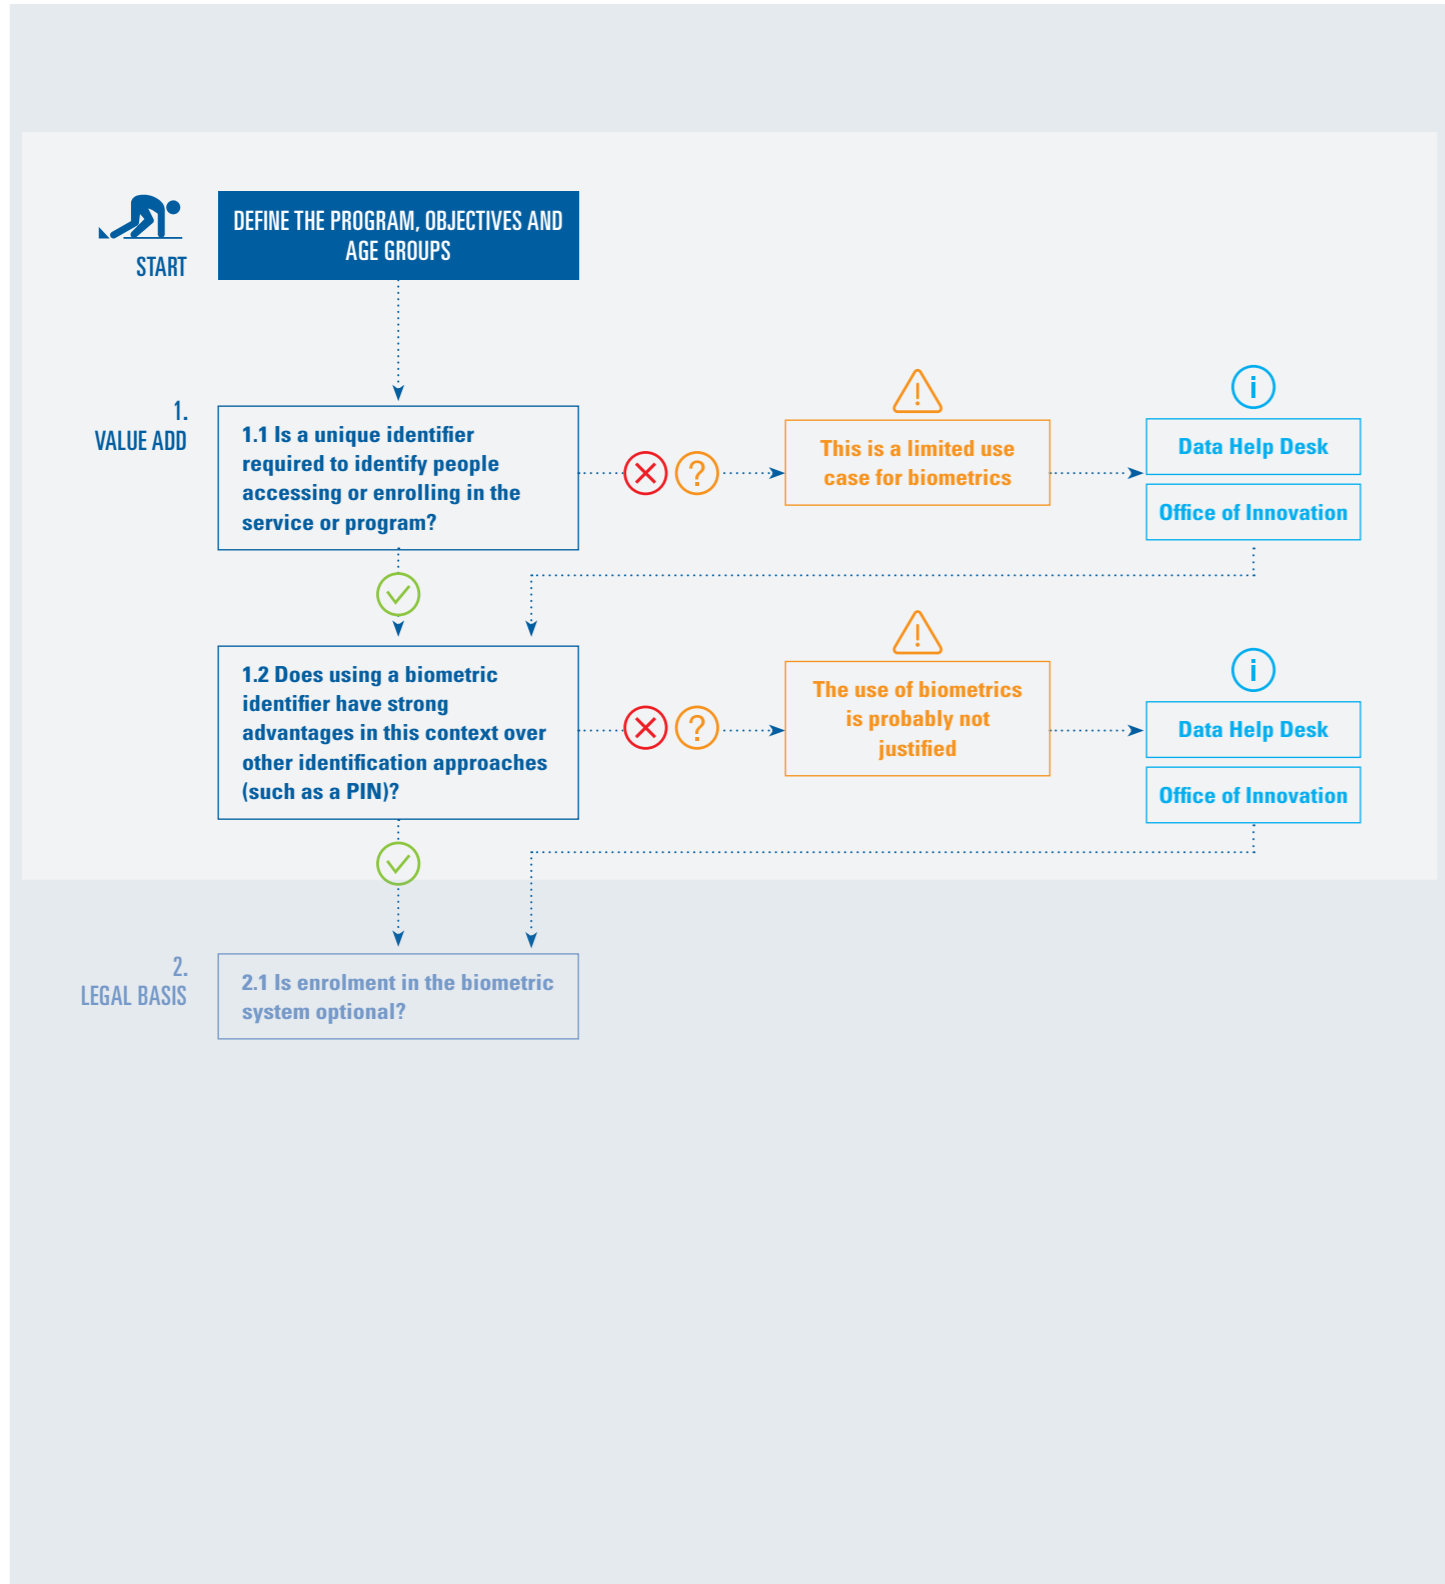 DEFINE THE PROGRAM, OBJECTIVES AND
AGE GROUPS
START
1.
VALUE ADD
1.1 Is a unique identifier
required to identify people
accessing or enrolling in the
service or program?
This is a limited use
case for biometrics
i
Data Help Desk
Office of Innovation
1.2 Does using a biometric
identifier have strong
advantages in this context over
other identification approaches
(such as a PIN)?
?
!
The use of biometrics
is probably not
justified
i
Data Help Desk
Office of Innovation
2.
LEGAL BASIS
2.1 Is enrolment in the biometric
system optional?